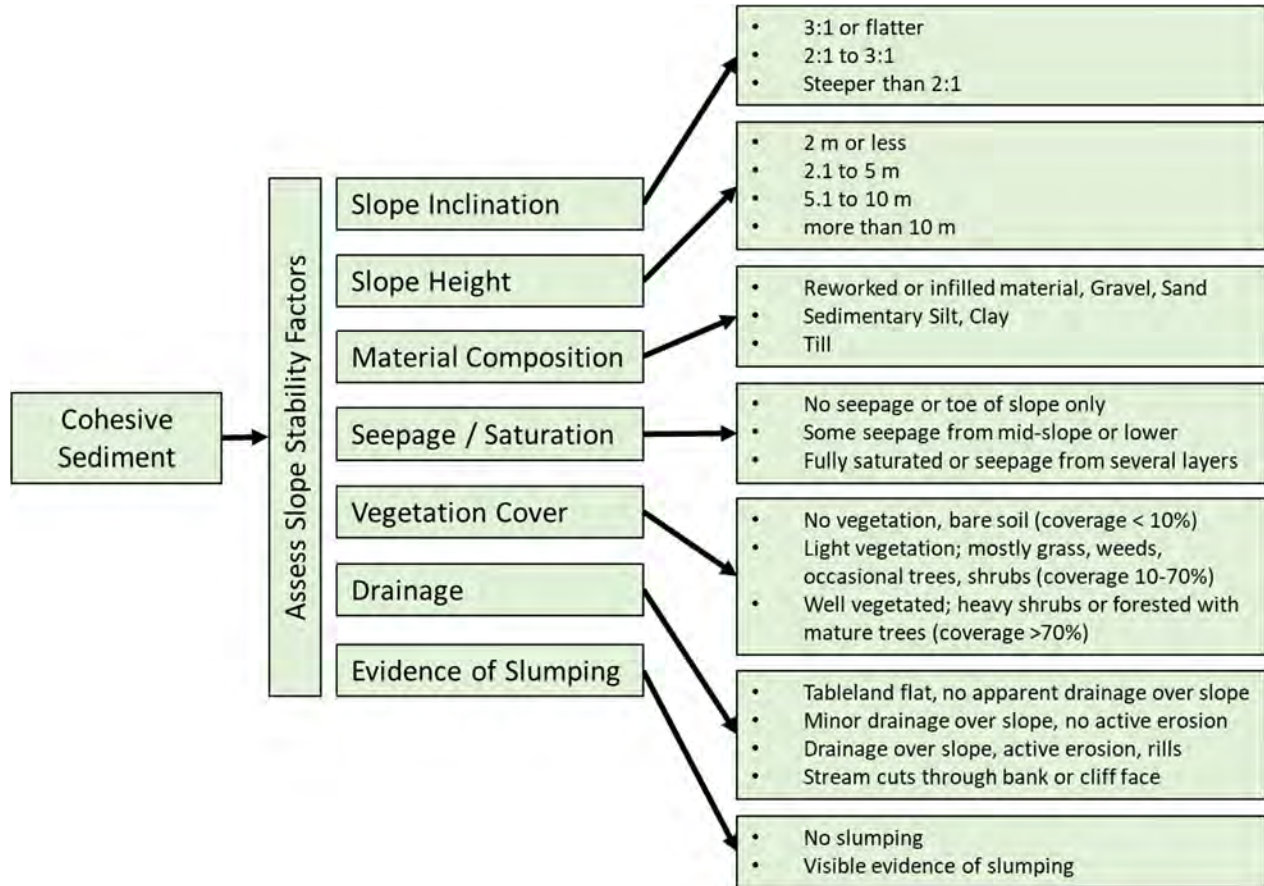 Cohesive
Sediment
Assess Slope Stability Factors
Slope Inclination
Slope Height
Material Composition
Seepage / Saturation
Vegetation Cover
Drainage
Evidence of Slumping
• 3:1 or flatter
• 2:1 to 3:1
• Steeper than 2:1
• 2 m or less
• 2.1 to 5 m
• 5.1 to 10 m
• more than 10 m
• Reworked or infilled material, Gravel, Sand
• Sedimentary Silt, Clay
• Till
• No seepage or toe of slope only
• Some seepage from mid-slope or lower
• Fully saturated or seepage from several layers
• No vegetation, bare soil (coverage < 10%)
• Light vegetation; mostly grass, weeds,
occasional trees, shrubs (coverage 10-70%)
• Well vegetated; heavy shrubs or forested with
mature trees (coverage >70%)
• Tableland flat, no apparent drainage over slope
• Minor drainage over slope, no active erosion
• Drainage over slope, active erosion, rills
• Stream cuts through bank or cliff face
• No slumping
• Visible evidence of slumping